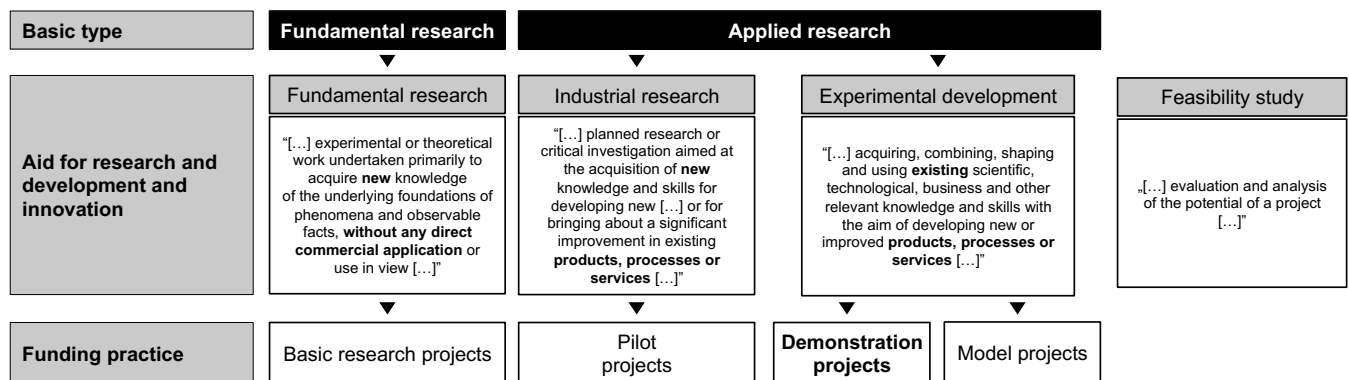 Basic type
Fundamental research
Applied research
Aid for research and
development and
innovation
Fundamental research
“[…] experimental or theoretical
work undertaken primarily to
acquire new knowledge
of the underlying foundations of
phenomena and observable
facts, without any direct
commercial application or
use in view […]”
Industrial research
“[…] planned research or
critical investigation aimed at
the acquisition of new
knowledge and skills for
developing new […] or for
bringing about a significant
improvement in existing
products, processes or
services […]”
Experimental development
“[…] acquiring, combining, shaping
and using existing scientific,
technological, business and other
relevant knowledge and skills with
the aim of developing new or
improved products, processes or
services […]”
Feasibility study
„[…] evaluation and analysis
of the potential of a project
[…]”
Funding practice
Basic research projects
Pilot
projects
Demonstration
projects
Model projects